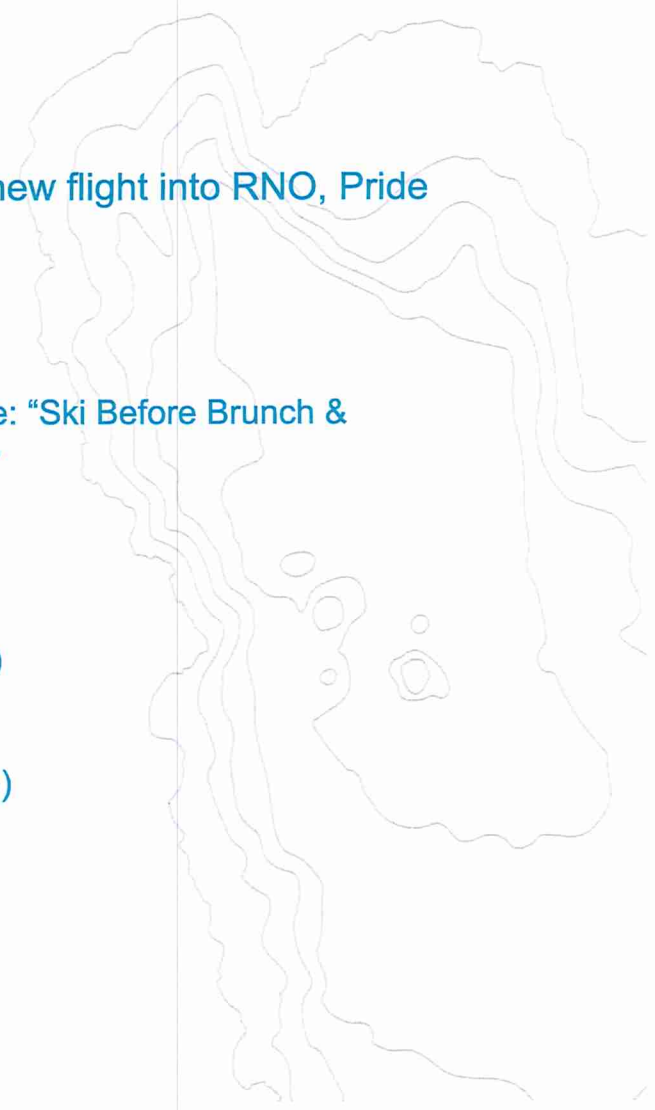 new flight into RNO, Pride
e: “Ski Before Brunch &
)
)